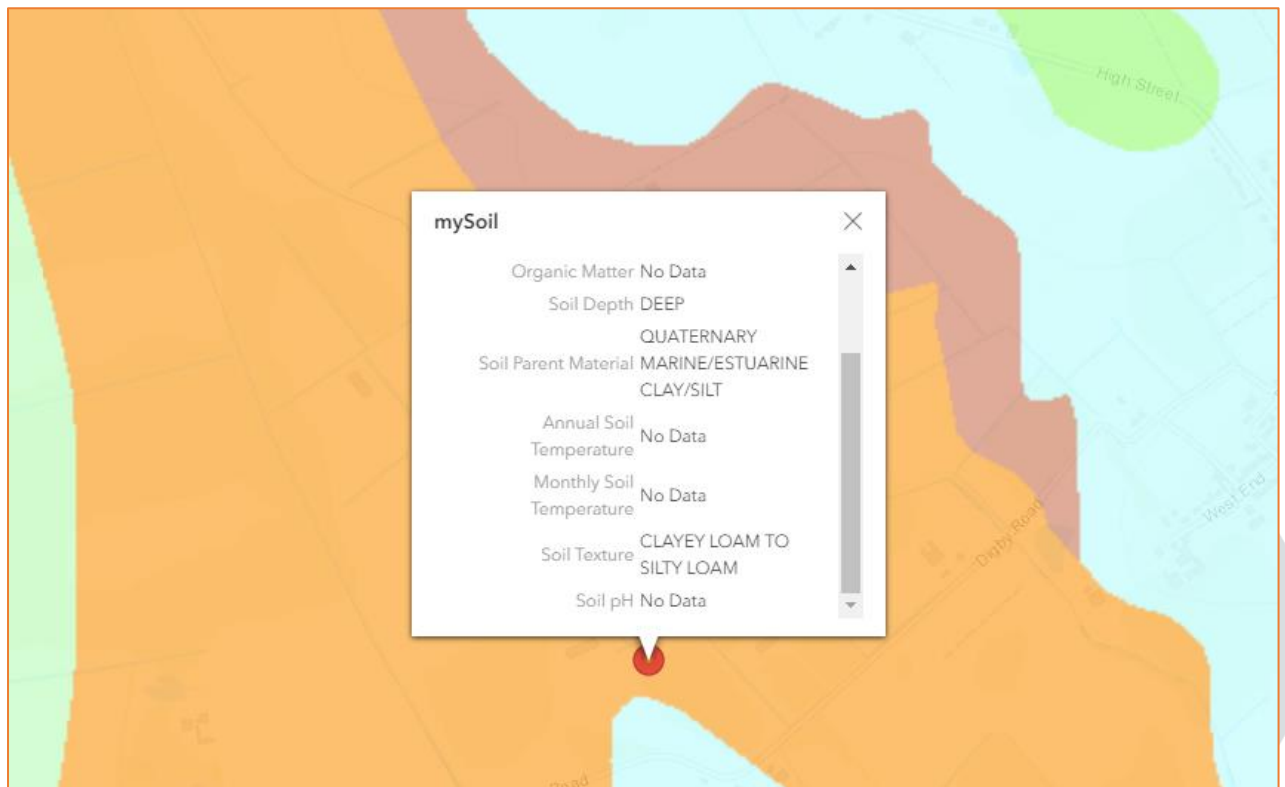 High Street
mySoil
Organic Matter No Data
Soil Depth DEEP
QUATERNARY
Soil Parent Material MARINE/ESTUARINE
CLAY/SILT
Annual Soil
Temperature No Data
Monthly Soil
Temperature No Data
Soil Texture CLAYEY LOAM TO
SILTY LOAM
Soil pH No Data
West End
Digby Road
Road